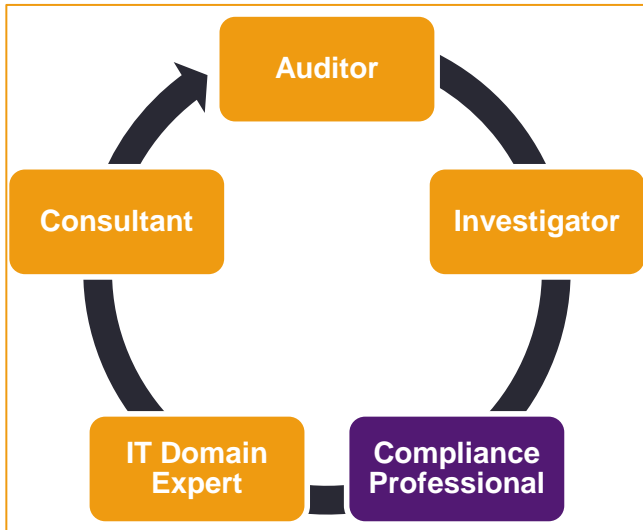 Auditor
Investigator
Compliance
Professional
IT Domain
Expert
Consultant